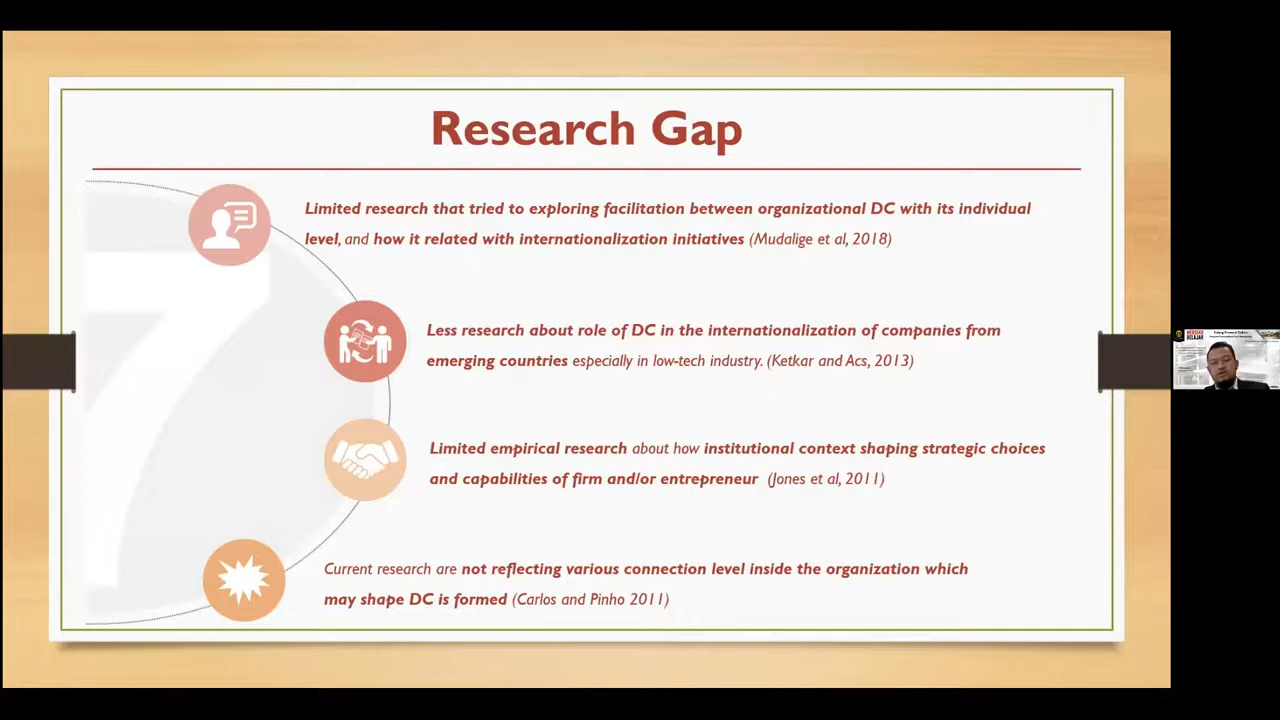 Research Gap
Limited research that tried to exploring facilitation between organizational DC with its individual
level, and how it related with internationalization initiatives (Mudalige et al, 2018)
Less research about role of DC in the internationalization of companies from
emerging countries especially in low-tech industry. (Ketkar and Acs, 2013)
Limited empirical research about how institutional context shaping strategic choices
and capabilities of firm and/or entrepreneur (Jones et al, 2011)
Current research are not reflecting various connection level inside the organization which
may shape DC is formed (Carlos and Pinho 2011)
7
MERDEKA
BELAJAR